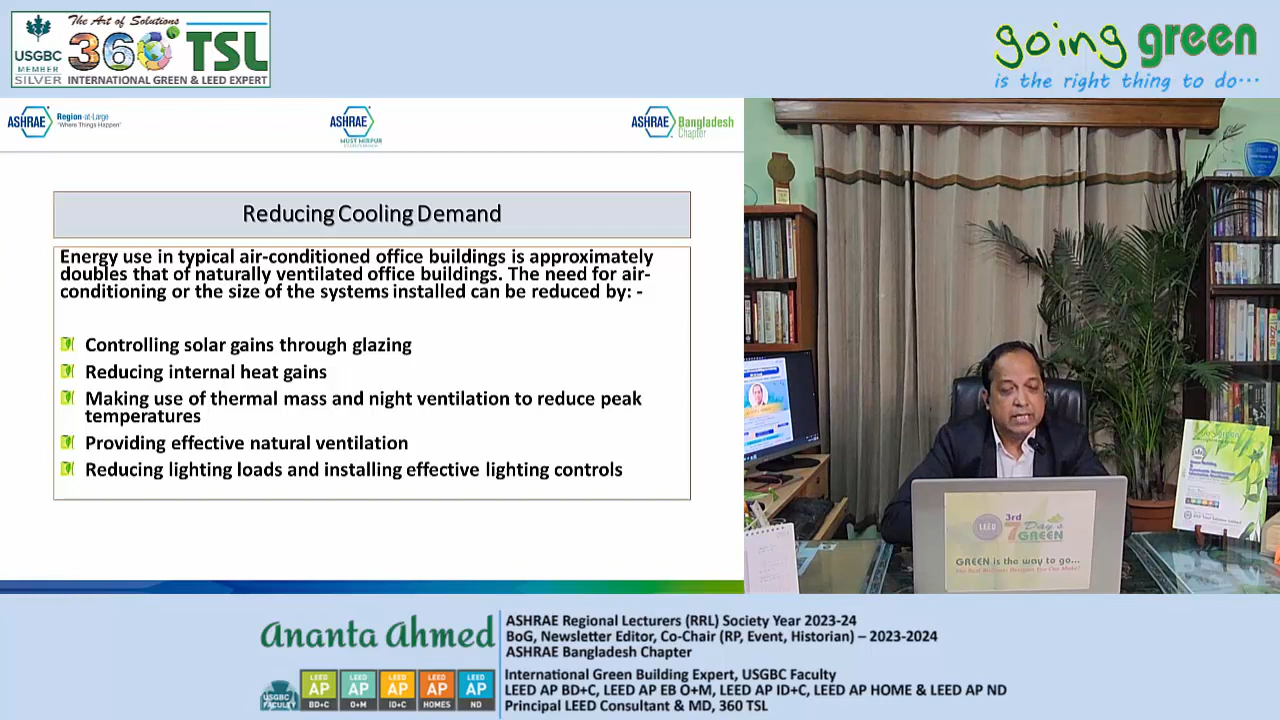 The Art of Solutions
USGBC
MEMBER
SILVER
360 TSL
INTERNATIONAL GREEN & LEED EXPERT
going green
is the right thing to do...
ASHRAE
Region-at-Large
"Where Things Happen"
ASHRAE
MUST MIRPUR
ASHRAE
Bangladesh
Chapter
Reducing Cooling Demand
Energy use in typical air-conditioned office buildings is approximately
doubles that of naturally ventilated office buildings. The need for air-
conditioning or the size of the systems installed can be reduced by: -
Controlling solar gains through glazing
Reducing internal heat gains
Making use of thermal mass and night ventilation to reduce peak
temperatures
Providing effective natural ventilation
Reducing lighting loads and installing effective lighting controls
LEED
3rd
7 Day's
GREEN
GREEN is the way to go...
Ananta Ahmed
ASHRAE Regional Lecturers (RRL) Society Year 2023-24
BoG, Newsletter Editor, Co-Chair (RP, Event, Historian) – 2023-2024
ASHRAE Bangladesh Chapter
International Green Building Expert, USGBC Faculty
LEED AP BD+C, LEED AP EB O+M, LEED AP ID+C, LEED AP HOME & LEED AP ND
Principal LEED Consultant & MD, 360 TSL
USGBC
FACULTY
LEED AP BD+C
LEED AP O+M
LEED AP ID+C
LEED AP HOMES
LEED AP ND